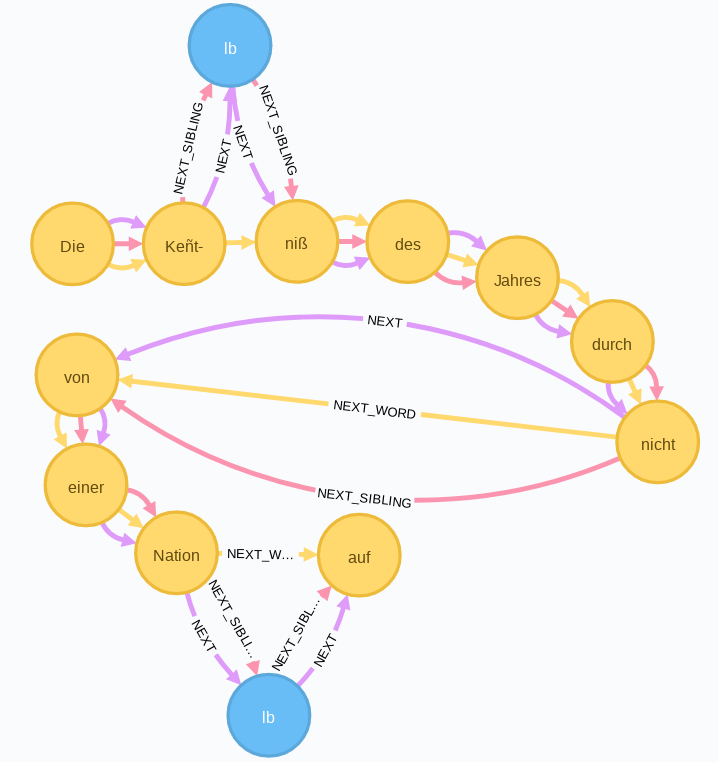 lb
NEXT_SIBLING
NEXT
NEXT
NEXT_SIBLING
Die
Keñt-
niß
des
Jahres
durch
nicht
NEXT
von
NEXT_WORD
NEXT_SIBLING
einer
Nation
NEXT_W…
auf
NEXT
NEXT_SIBLI…
NEXT_SIBL…
NEXT
lb